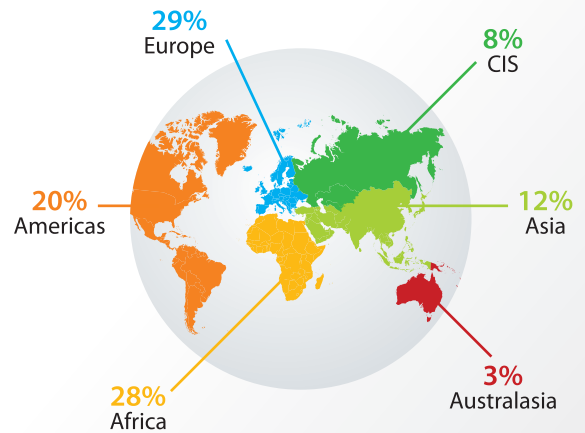 29%
Europe
8%
CIS
20%
Americas
12%
Asia
28%
Africa
3%
Australasia